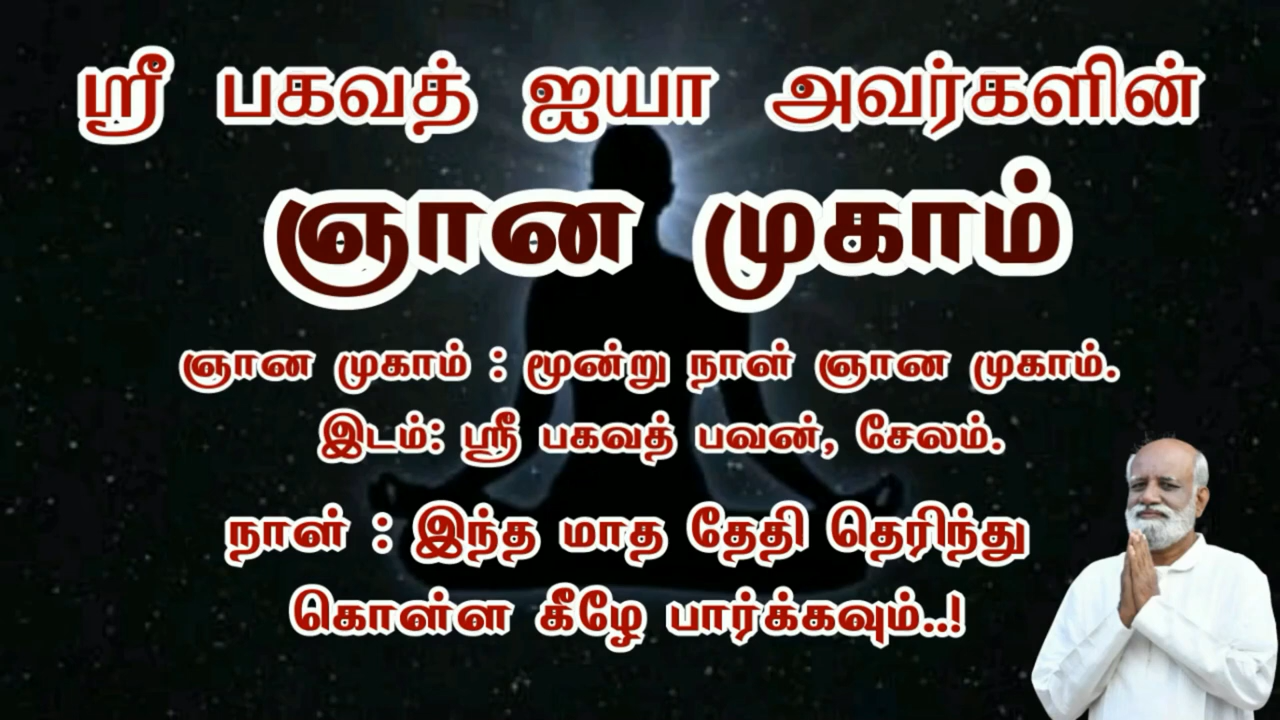 ஸ்ரீ பகவத் ஐயா அவர்களின்
ஞான முகாம்
ஞான முகாம் : மூன்று நாள் ஞான முகாம்.
இடம்: ஸ்ரீ பகவத் பவன், சேலம்.
நாள் : இந்த மாத தேதி தெரிந்து
கொள்ள கீழே பார்க்கவும்..!